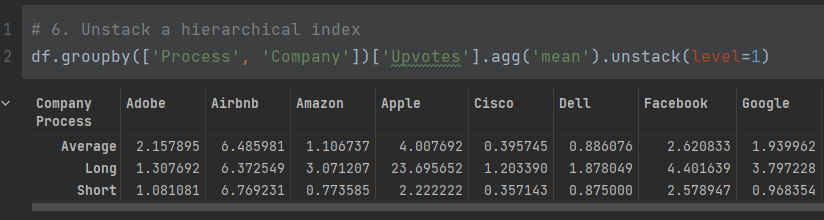 1 # 6. Unstack a hierarchical index
2 df.groupby(['Process', 'Company'])['Upvotes'].agg('mean').unstack(level=1)
Company Adobe Airbnb Amazon Apple Cisco Dell Facebook Google
Process
Average 2.157895 6.485981 1.106737 4.007692 0.395745 0.886076 2.620833 1.939962
Long 1.307692 6.372549 3.071207 23.695652 1.203390 1.878049 4.401639 3.797228
Short 1.081081 6.769231 0.773585 2.222222 0.357143 0.875000 2.578947 0.968354